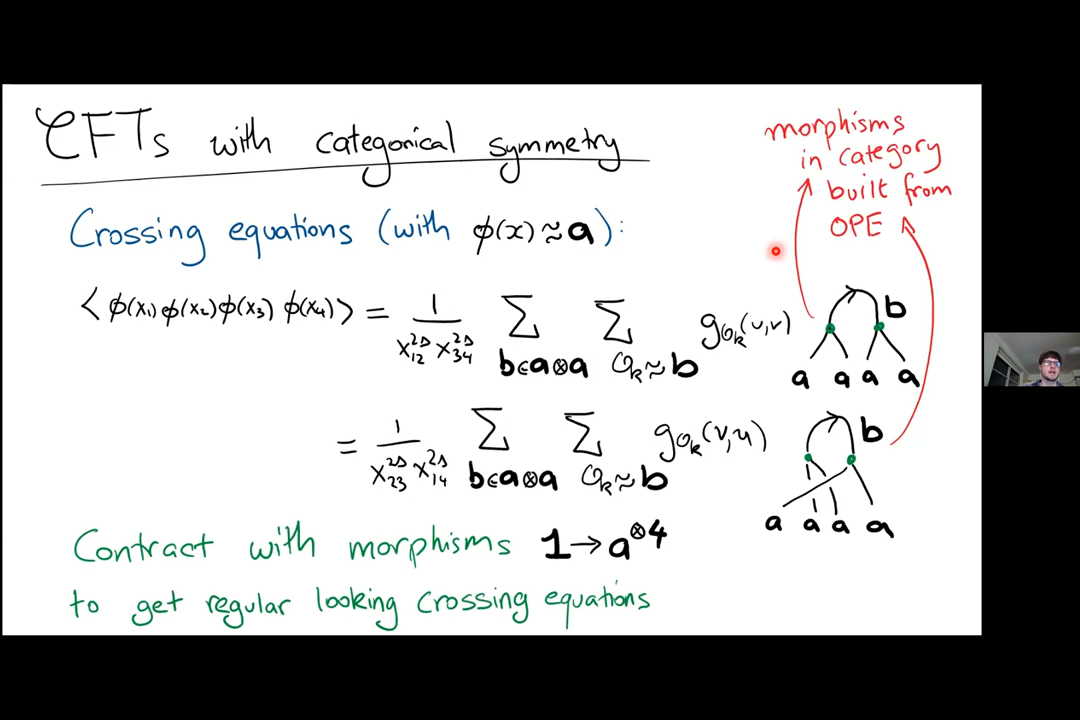 CFTs with categorical symmetry
morphisms
in category
built from
OPE
Crossing equations (with ϕ(x) ≈ a):
⟨ϕ(x₁)ϕ(x₂)ϕ(x₃)ϕ(x₄)⟩ = 1/(x₁₂^{2Δ} x₃₄^{2Δ}) ∑_{b∈a⊗a} ∑_{O_k≈b} g_{O_k}(u,v)
b
a a a a
= 1/(x₂₃^{2Δ} x₁₄^{2Δ}) ∑_{b∈a⊗a} ∑_{O_k≈b} g_{O_k}(v,u)
b
a a a a
Contract with morphisms 1→a^{⊗4}
to get regular looking crossing equations